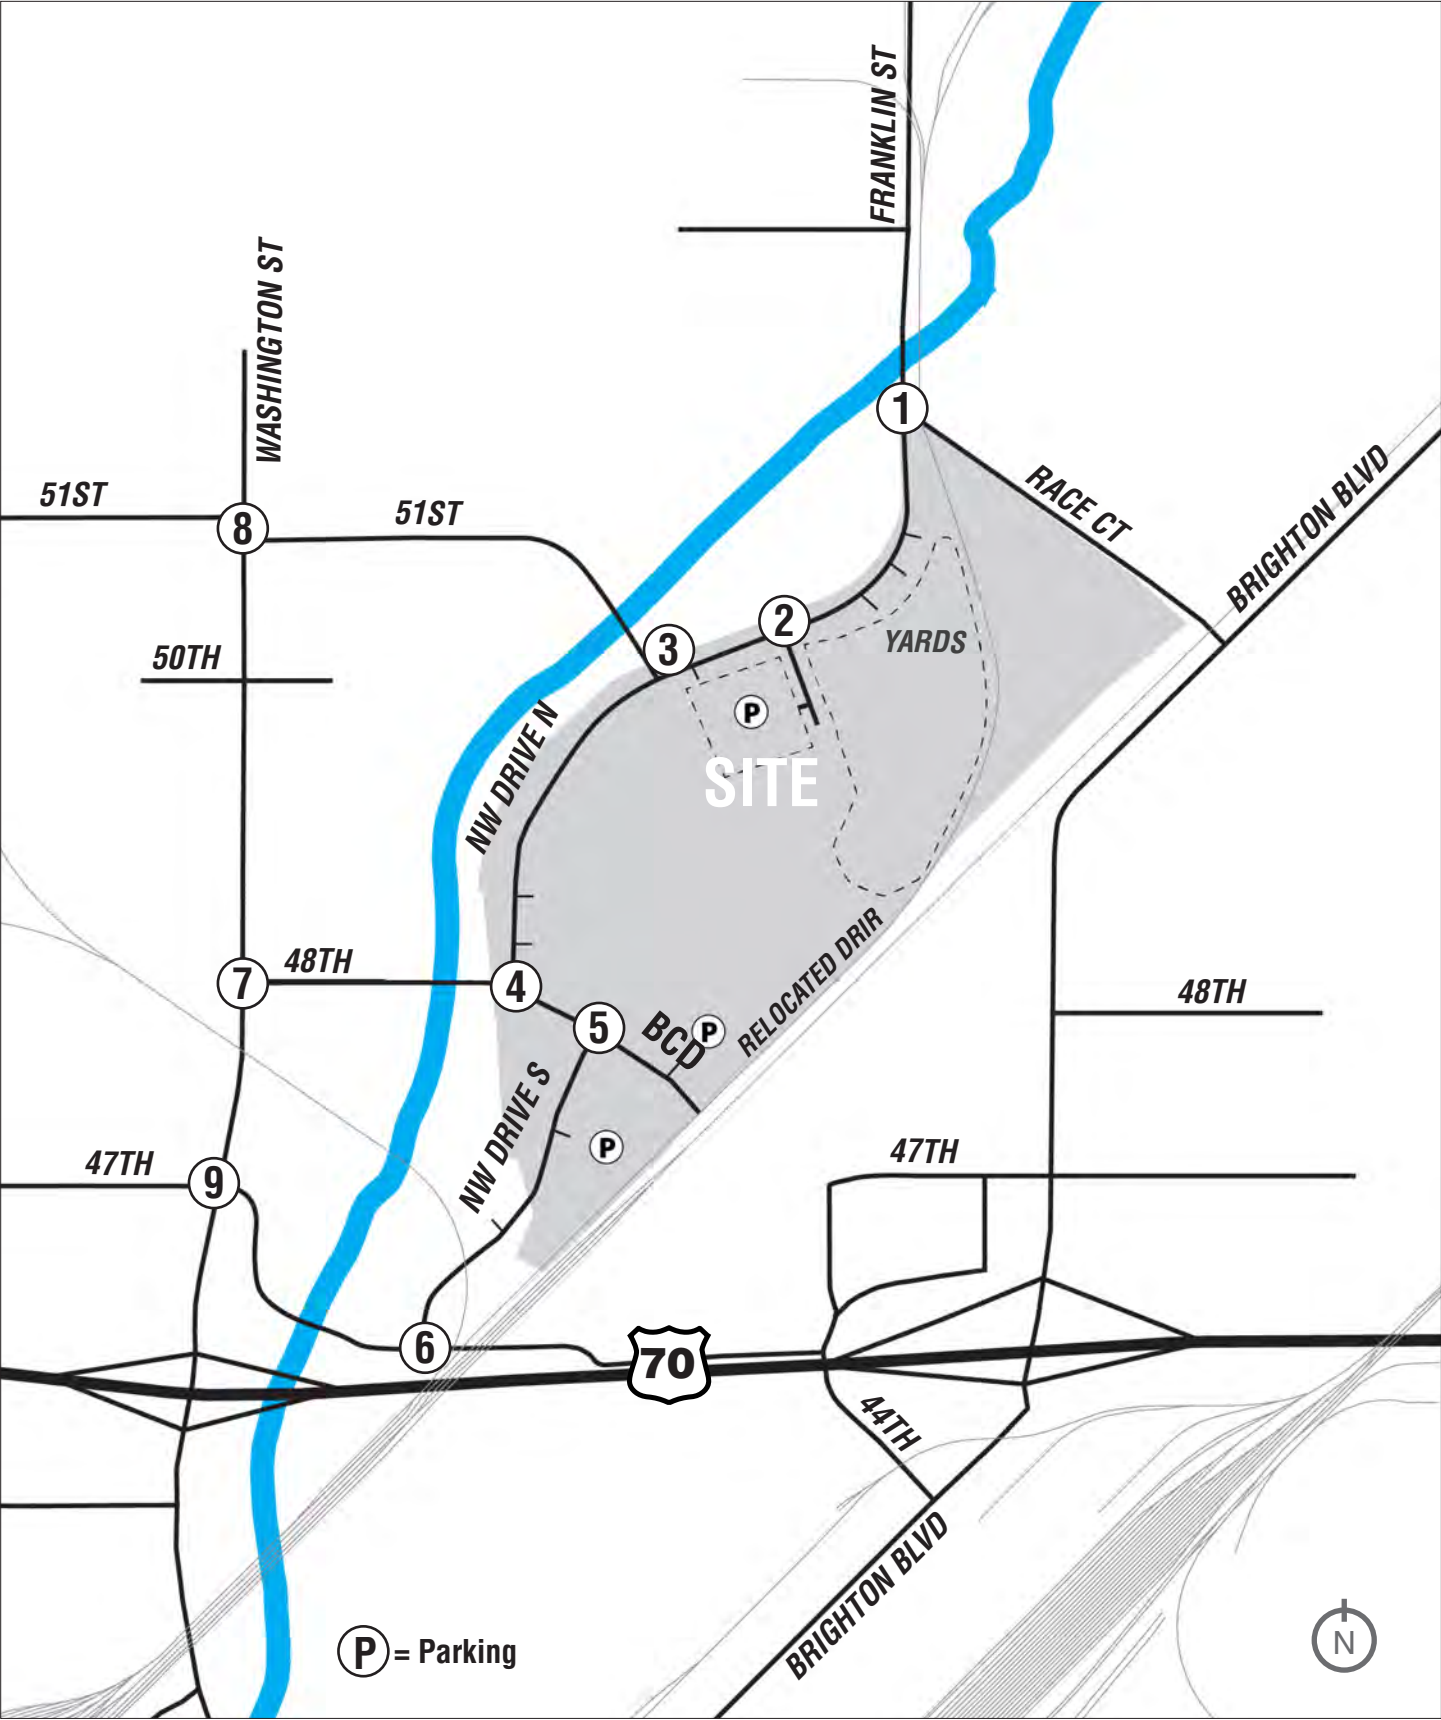 FRANKLIN ST
WASHINGTON ST
1
51ST
51ST
8
RACE CT
BRIGHTON BLVD
2
3
YARDS
50TH
P
NW DRIVE N
SITE
RELOCATED DRIR
7
48TH
4
48TH
5
BCD
P
NW DRIVE S
P
47TH
47TH
9
6
70
44TH
BRIGHTON BLVD
P = Parking
N